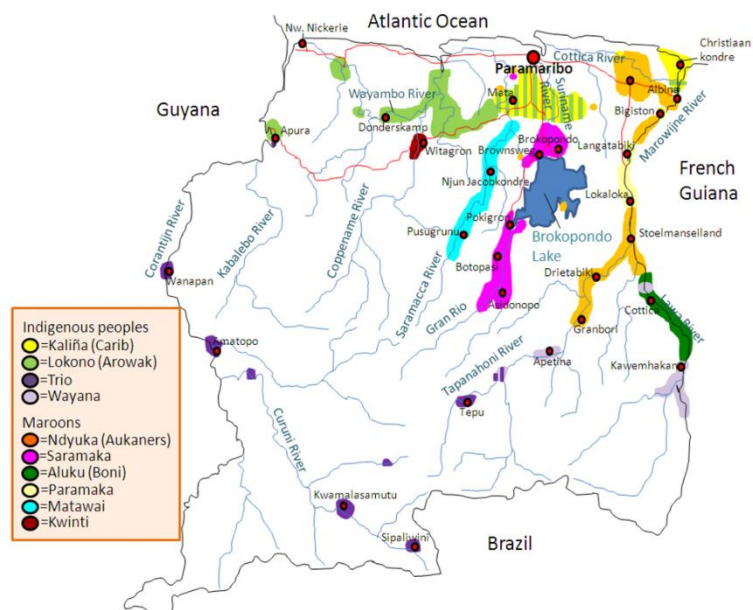 Atlantic Ocean
Nw. Nickerie
Christiaan
kondre
Cottica River
Paramaribo
Suriname
River
Albina
Guyana
Wayambo River
Mata
Bigiston
Marowijne River
Donderskamp
Apura
Witagron
Brokopondo
Brownsweg
Langatabiki
French
Guiana
Njun Jacobkondre
Lokaloka
Pokigron
Stoelmanseiland
Pusugrunu
Brokopondo
Lake
Corantijn River
Kabalebo River
Coppename River
Saramacca River
Botopasi
Drietabiki
Wanapan
Gran Rio
Asidonopo
Cottica
Lawa River
Granbori
Amatopo
Tapanahoni River
Apetina
Kawemhakan
Tepu
Curuni River
Kwamalasamutu
Sipaliwini
Brazil
Indigenous peoples
=Kaliña (Carib)
=Lokono (Arowak)
=Trio
=Wayana
Maroons
=Ndyuka (Aukaners)
=Saramaka
=Aluku (Boni)
=Paramaka
=Matawai
=Kwinti